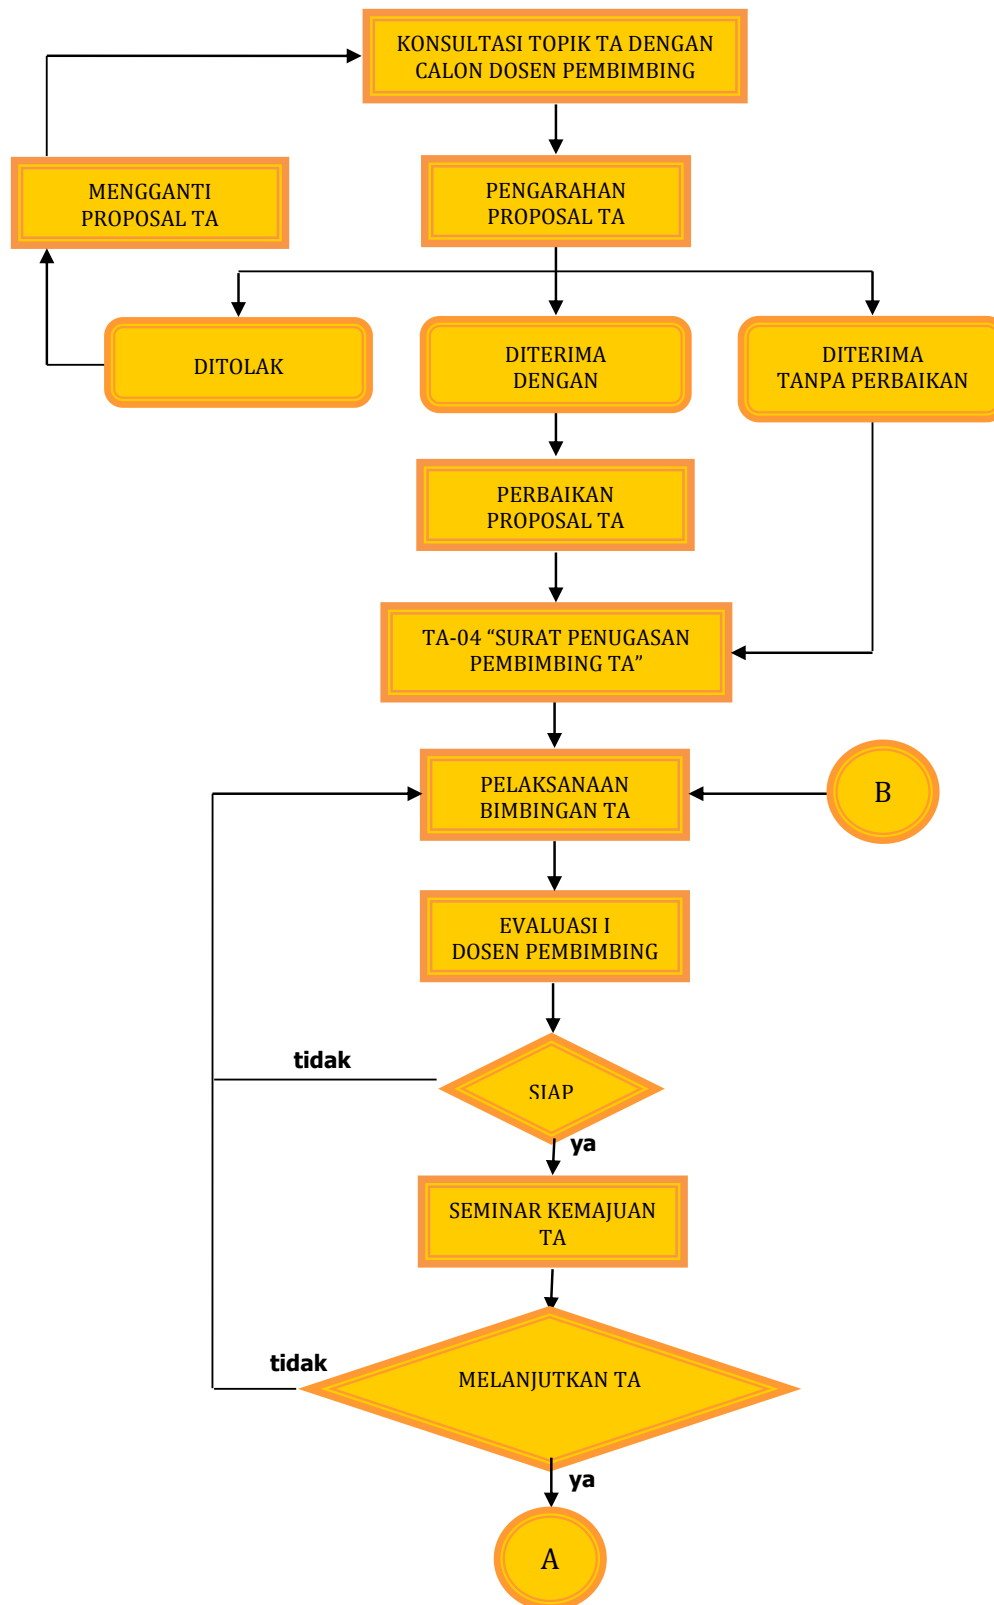 KONSULTASI TOPIK TA DENGAN
CALON DOSEN PEMBIMBING
MENGGANTI
PROPOSAL TA
PENGARAHAN
PROPOSAL TA
DITOLAK
DITERIMA
DENGAN
DITERIMA
TANPA PERBAIKAN
PERBAIKAN
PROPOSAL TA
TA-04 “SURAT PENUGASAN
PEMBIMBING TA”
PELAKSANAAN
BIMBINGAN TA
B
EVALUASI I
DOSEN PEMBIMBING
tidak
SIAP
ya
SEMINAR KEMAJUAN
TA
tidak
MELANJUTKAN TA
ya
A